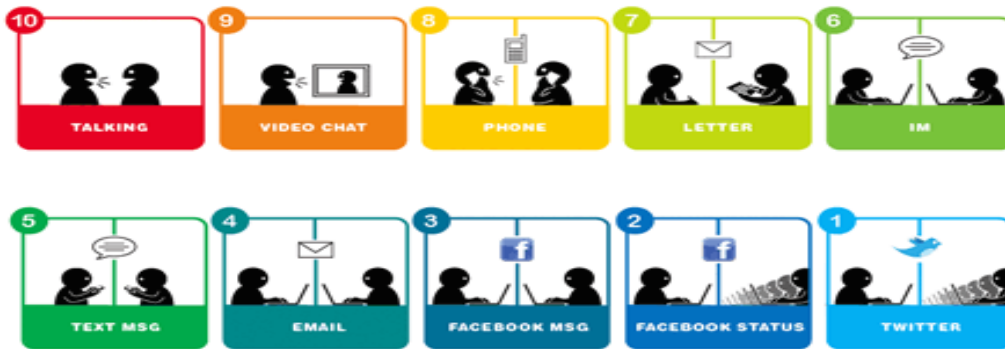 10 9 8 7 6
TALKING VIDEO CHAT PHONE LETTER IM
5 4 3 2 1
f f
TEXT MSG EMAIL FACEBOOK MSG FACEBOOK STATUS TWITTER